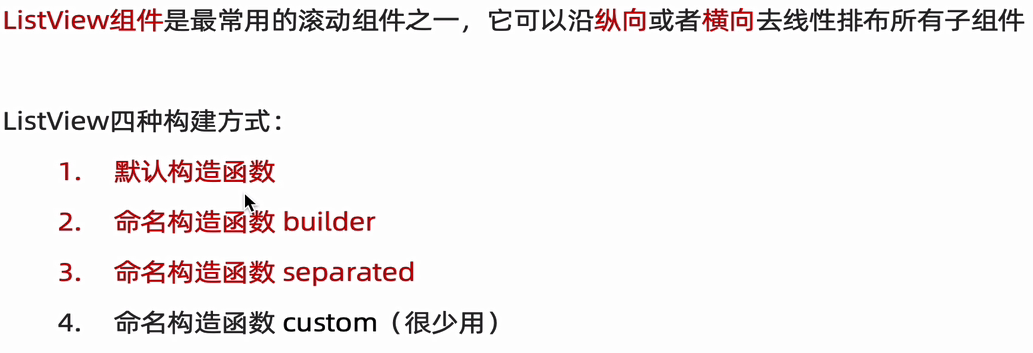 ListView组件是最常用的滚动组件之一，它可以沿纵向或者横向去线性排布所有子组件
ListView四种构建方式：
1. 默认构造函数
2. 命名构造函数 builder
3. 命名构造函数 separated
4. 命名构造函数 custom（很少用）